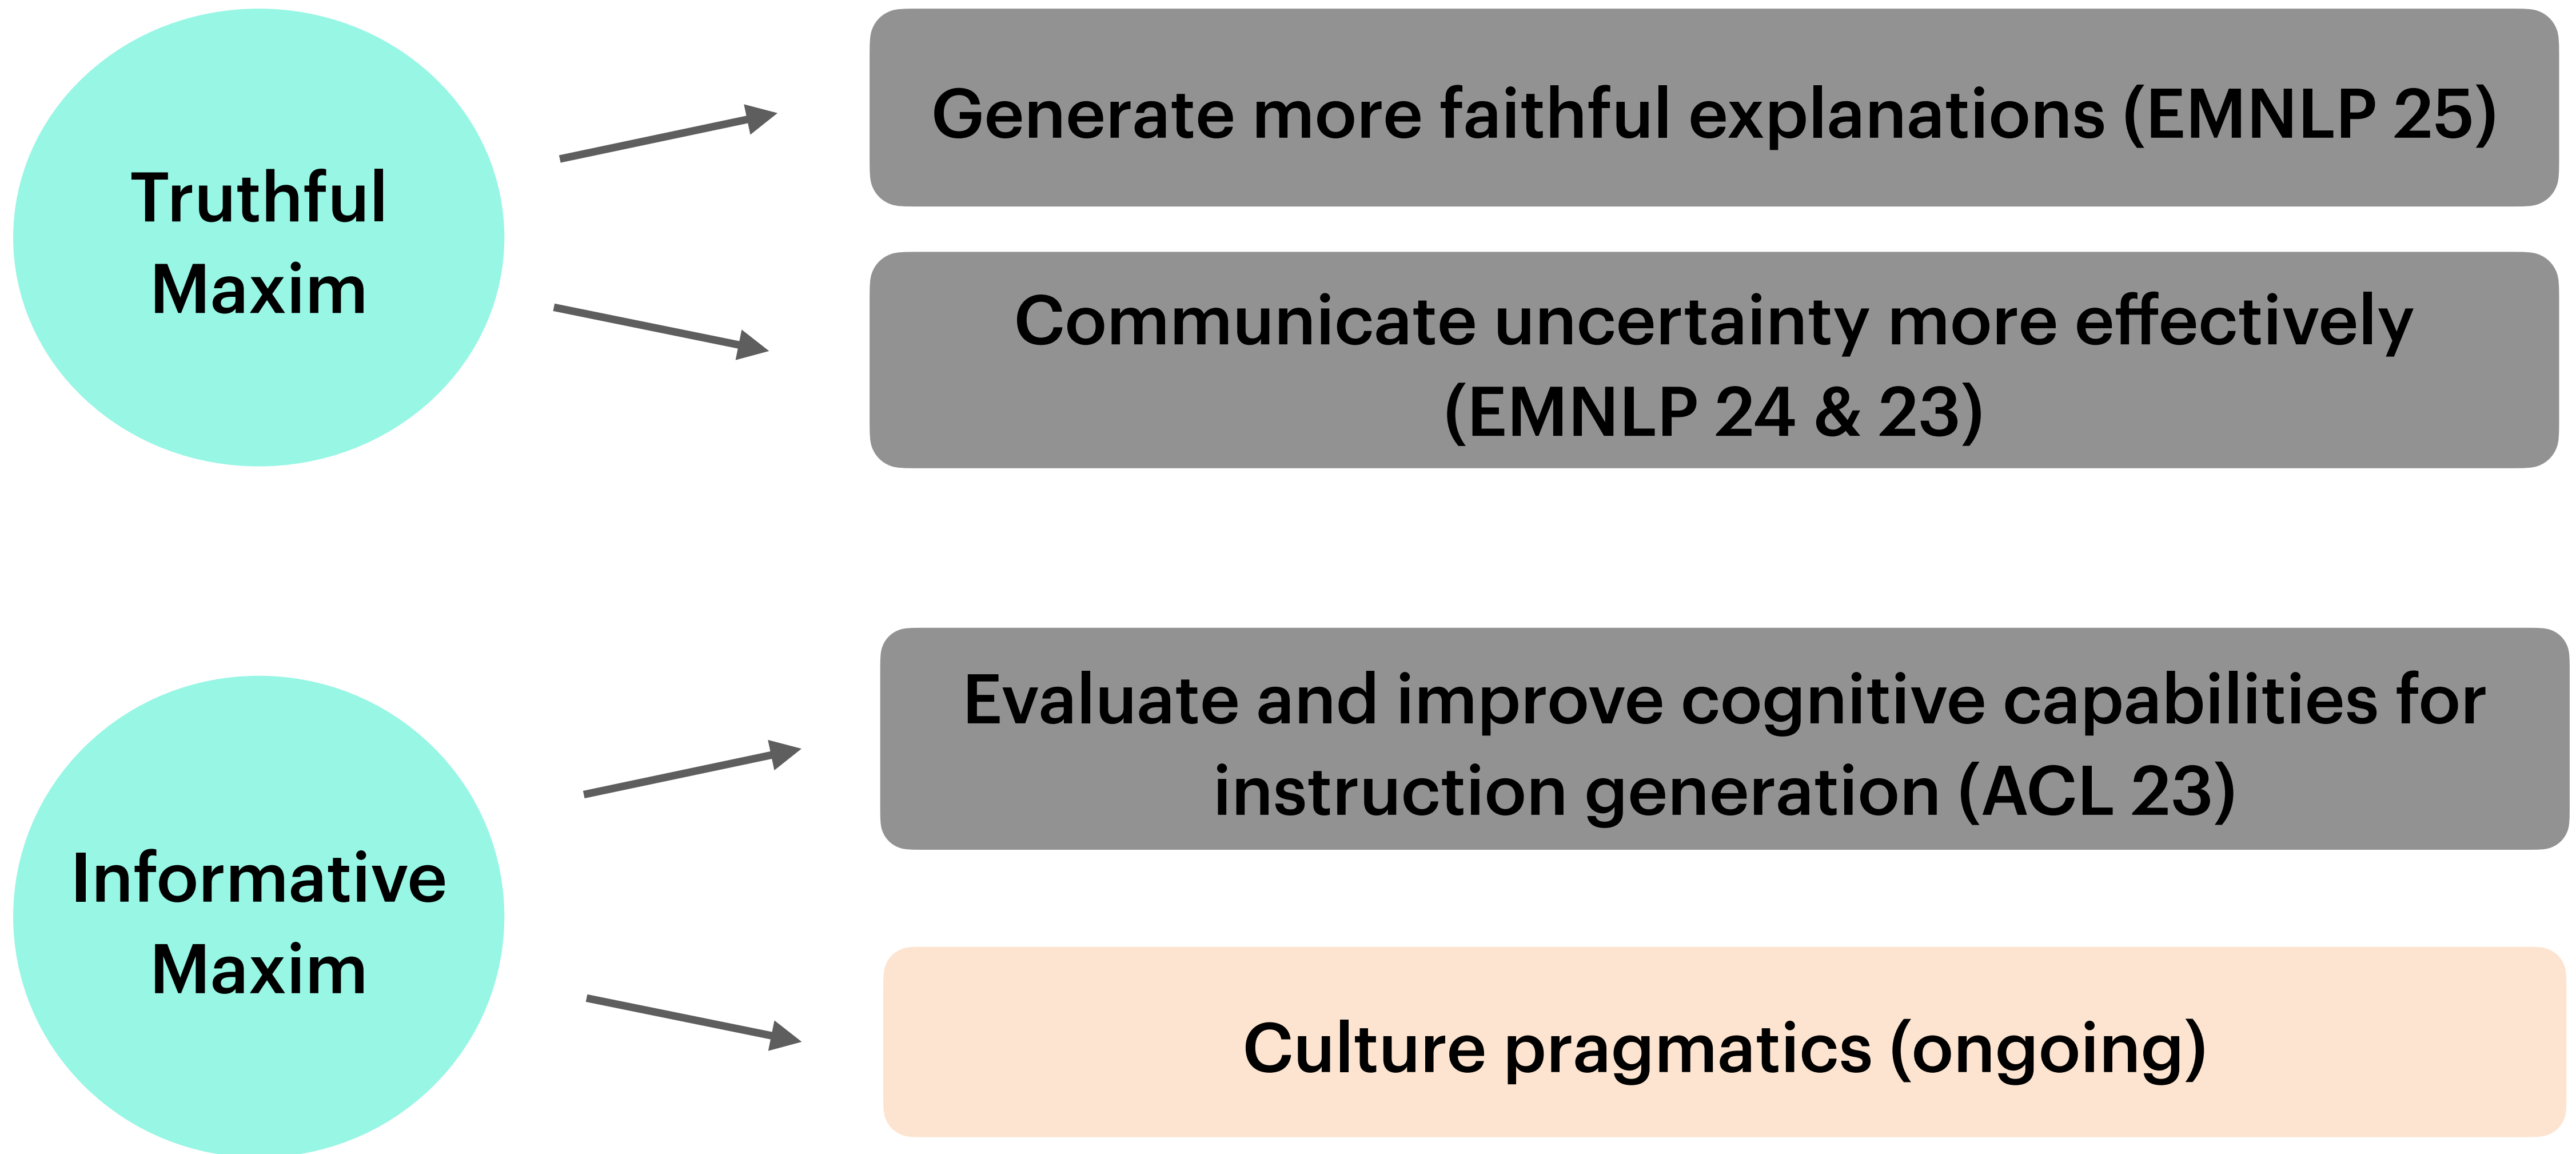 Truthful
Maxim
Generate more faithful explanations (EMNLP 25)
Communicate uncertainty more effectively
(EMNLP 24 & 23)
Informative
Maxim
Evaluate and improve cognitive capabilities for
instruction generation (ACL 23)
Culture pragmatics (ongoing)